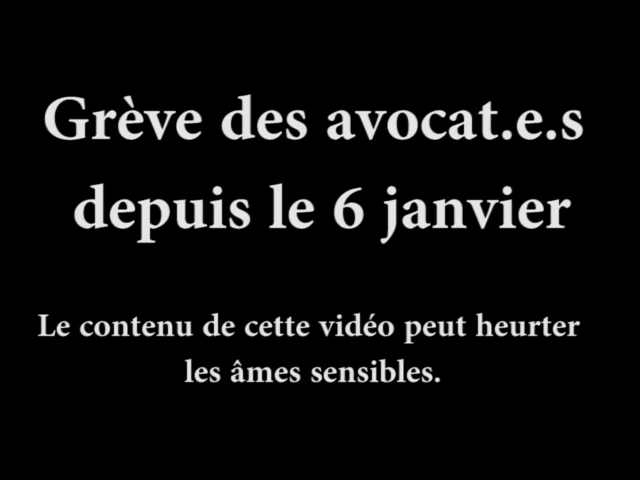 Grève des avocat.e.s
depuis le 6 janvier
Le contenu de cette vidéo peut heurter
les âmes sensibles.